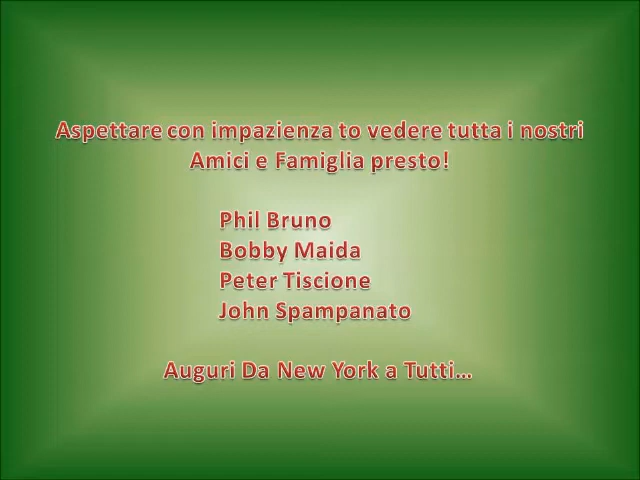 Aspettare con impazienza to vedere tutta i nostri
Amici e Famiglia presto!
Phil Bruno
Bobby Maida
Peter Tiscione
John Spampanato
Auguri Da New York a Tutti...